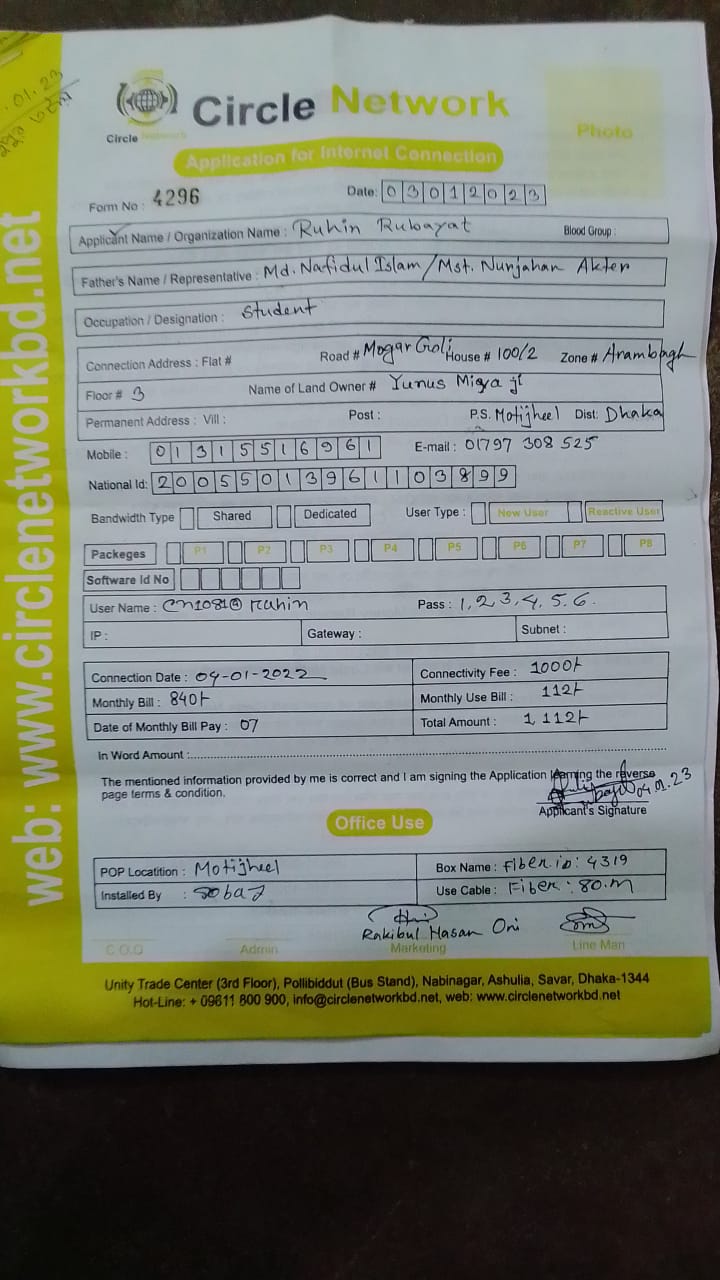 .01.23
Circle Network
Circle Network
Photo
Application for Internet Connection
Form No : 4296
Date: 03012023
Applicant Name / Organization Name : Ruhin Rubayat Blood Group :
Father's Name / Representative : Md. Nafidul Islam/Mst. Nurjahan Akter
Occupation / Designation : Student
Connection Address : Flat # Road # Mogar Goli House # 100/2 Zone # Arambagh
Floor # 3 Name of Land Owner # Yunus Migya ji
Permanent Address : Vill : Post : P.S. Motijheel Dist: Dhaka
Mobile : 01315516961 E-mail : 01797 308 525
National Id: 20055013961103899
Bandwidth Type Shared Dedicated User Type : New User Reactive User
Packeges P1 P2 P3 P4 P5 P6 P7 P8
Software Id No
User Name : cn1081@ruhin Pass : 1,2,3,4,5.6.
IP : Gateway : Subnet :
Connection Date : 04-01-2022 Connectivity Fee : 1000/-
Monthly Bill : 840/- Monthly Use Bill : 112/-
Date of Monthly Bill Pay : 07 Total Amount : 1,112/-
In Word Amount :
The mentioned information provided by me is correct and I am signing the Application learning the reverse
page terms & condition.
04.01.23
Applicant's Signature
Office Use
POP Locatition : Motijheel Box Name : Fiber.id: 4319
Installed By : Use Cable : Fiber : 80.m
Rakibul Hasan Oni
C.O.O Admin Marketing Line Man
Unity Trade Center (3rd Floor), Pollibiddut (Bus Stand), Nabinagar, Ashulia, Savar, Dhaka-1344
Hot-Line: + 09611 800 900, info@circlenetworkbd.net, web: www.circlenetworkbd.net
web: www.circlenetworkbd.net